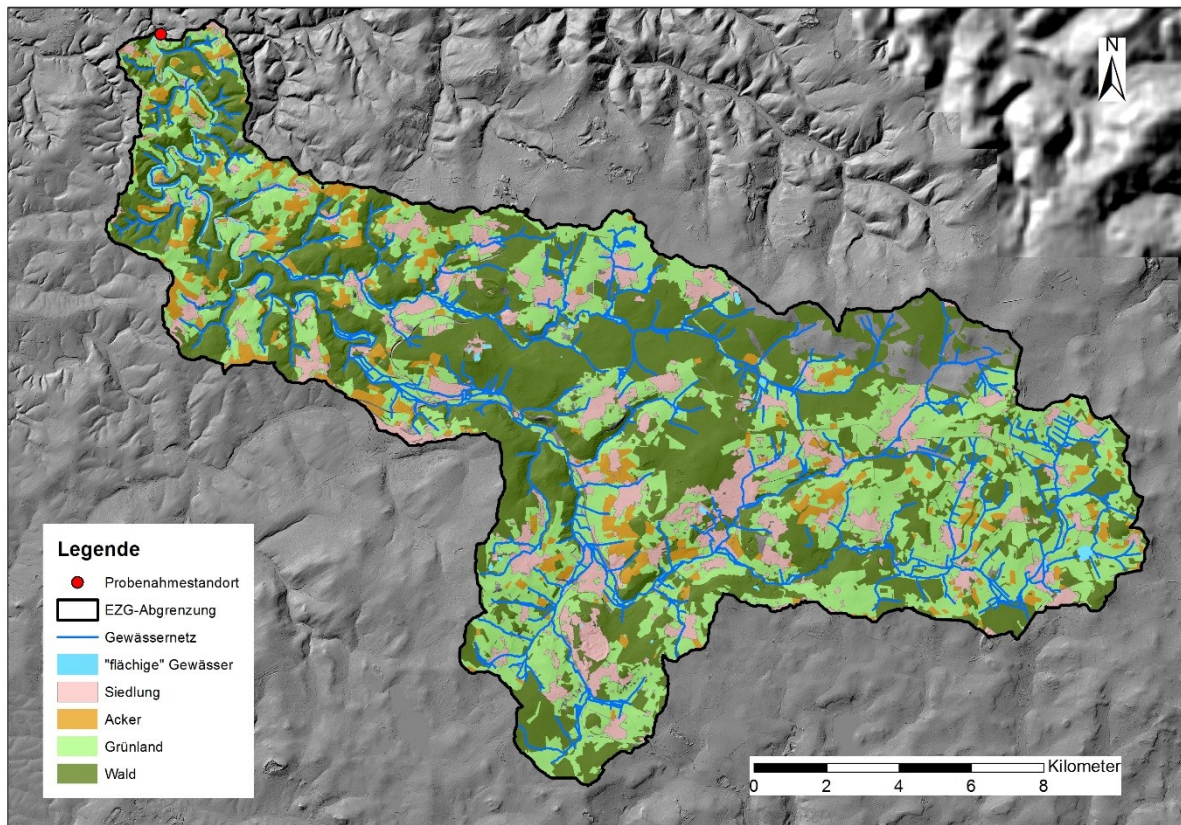 N
Legende
Probenahmestandort
EZG-Abgrenzung
Gewässernetz
"flächige" Gewässer
Siedlung
Acker
Grünland
Wald
Kilometer
0 2 4 6 8